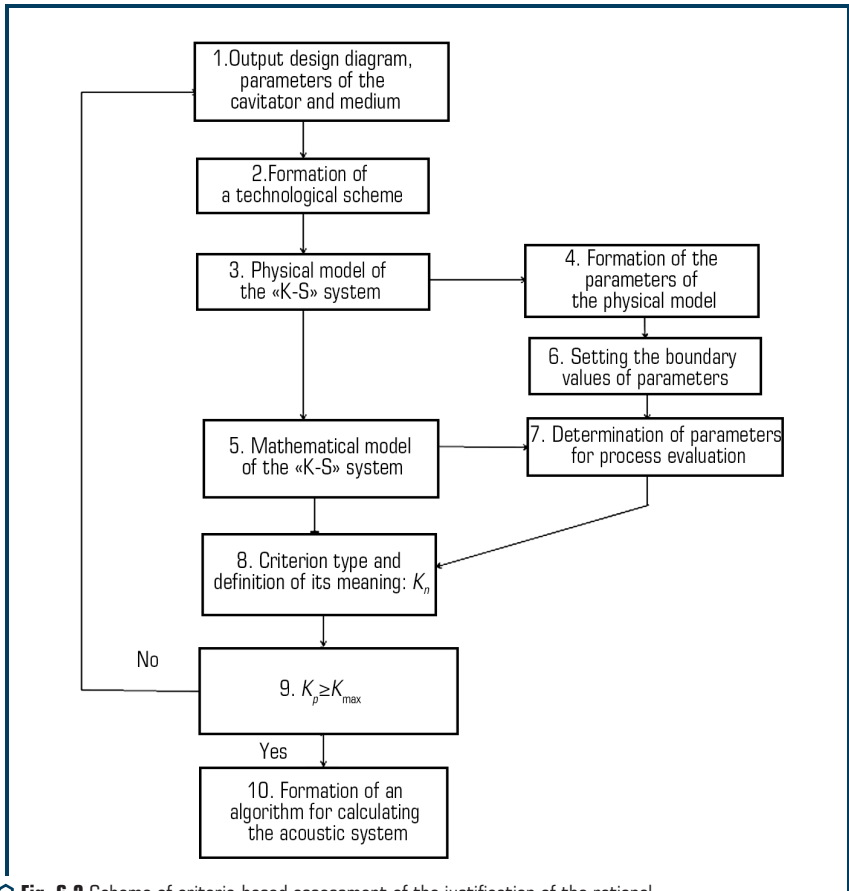 1.Output design diagram,
parameters of the
cavitator and medium
2.Formation of
a technological scheme
3. Physical model of
the «K-S» system
4. Formation of the
parameters of
the physical model
6. Setting the boundary
values of parameters
5. Mathematical model
of the «K-S» system
7. Determination of parameters
for process evaluation
8. Criterion type and
definition of its meaning: Kn
No
9. Kp≥Kmax
Yes
10. Formation of an
algorithm for calculating
the acoustic system
Scheme of criteria-based assessment of the justification of the rational